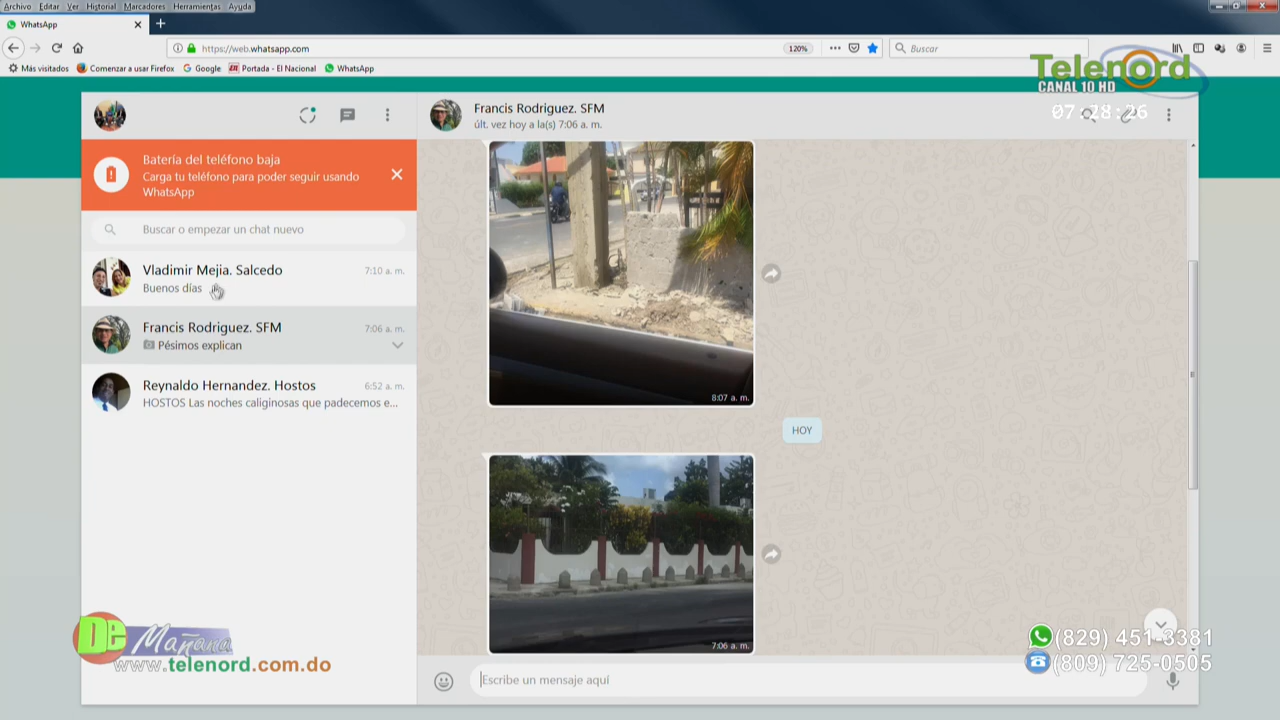 Archivo Editar Ver Historial Marcadores Herramientas Ayuda
WhatsApp
https://web.whatsapp.com
120%
Buscar
Más visitados Comenzar a usar Firefox Google Portada - El Nacional WhatsApp
Telenord
CANAL 10 HD
07:28:26
Francis Rodriguez. SFM
últ. vez hoy a la(s) 7:06 a. m.
Batería del teléfono baja
Carga tu teléfono para poder seguir usando
WhatsApp
Buscar o empezar un chat nuevo
Vladimir Mejia. Salcedo 7:10 a. m.
Buenos días
Francis Rodriguez. SFM 7:06 a. m.
Pésimos explican
Reynaldo Hernandez. Hostos 6:52 a. m.
HOSTOS Las noches caliginosas que padecemos e...
8:07 a. m.
HOY
7:06 a. m.
Escribe un mensaje aquí
De Mañana
www.telenord.com.do
(829) 451-3381
(809) 725-0505